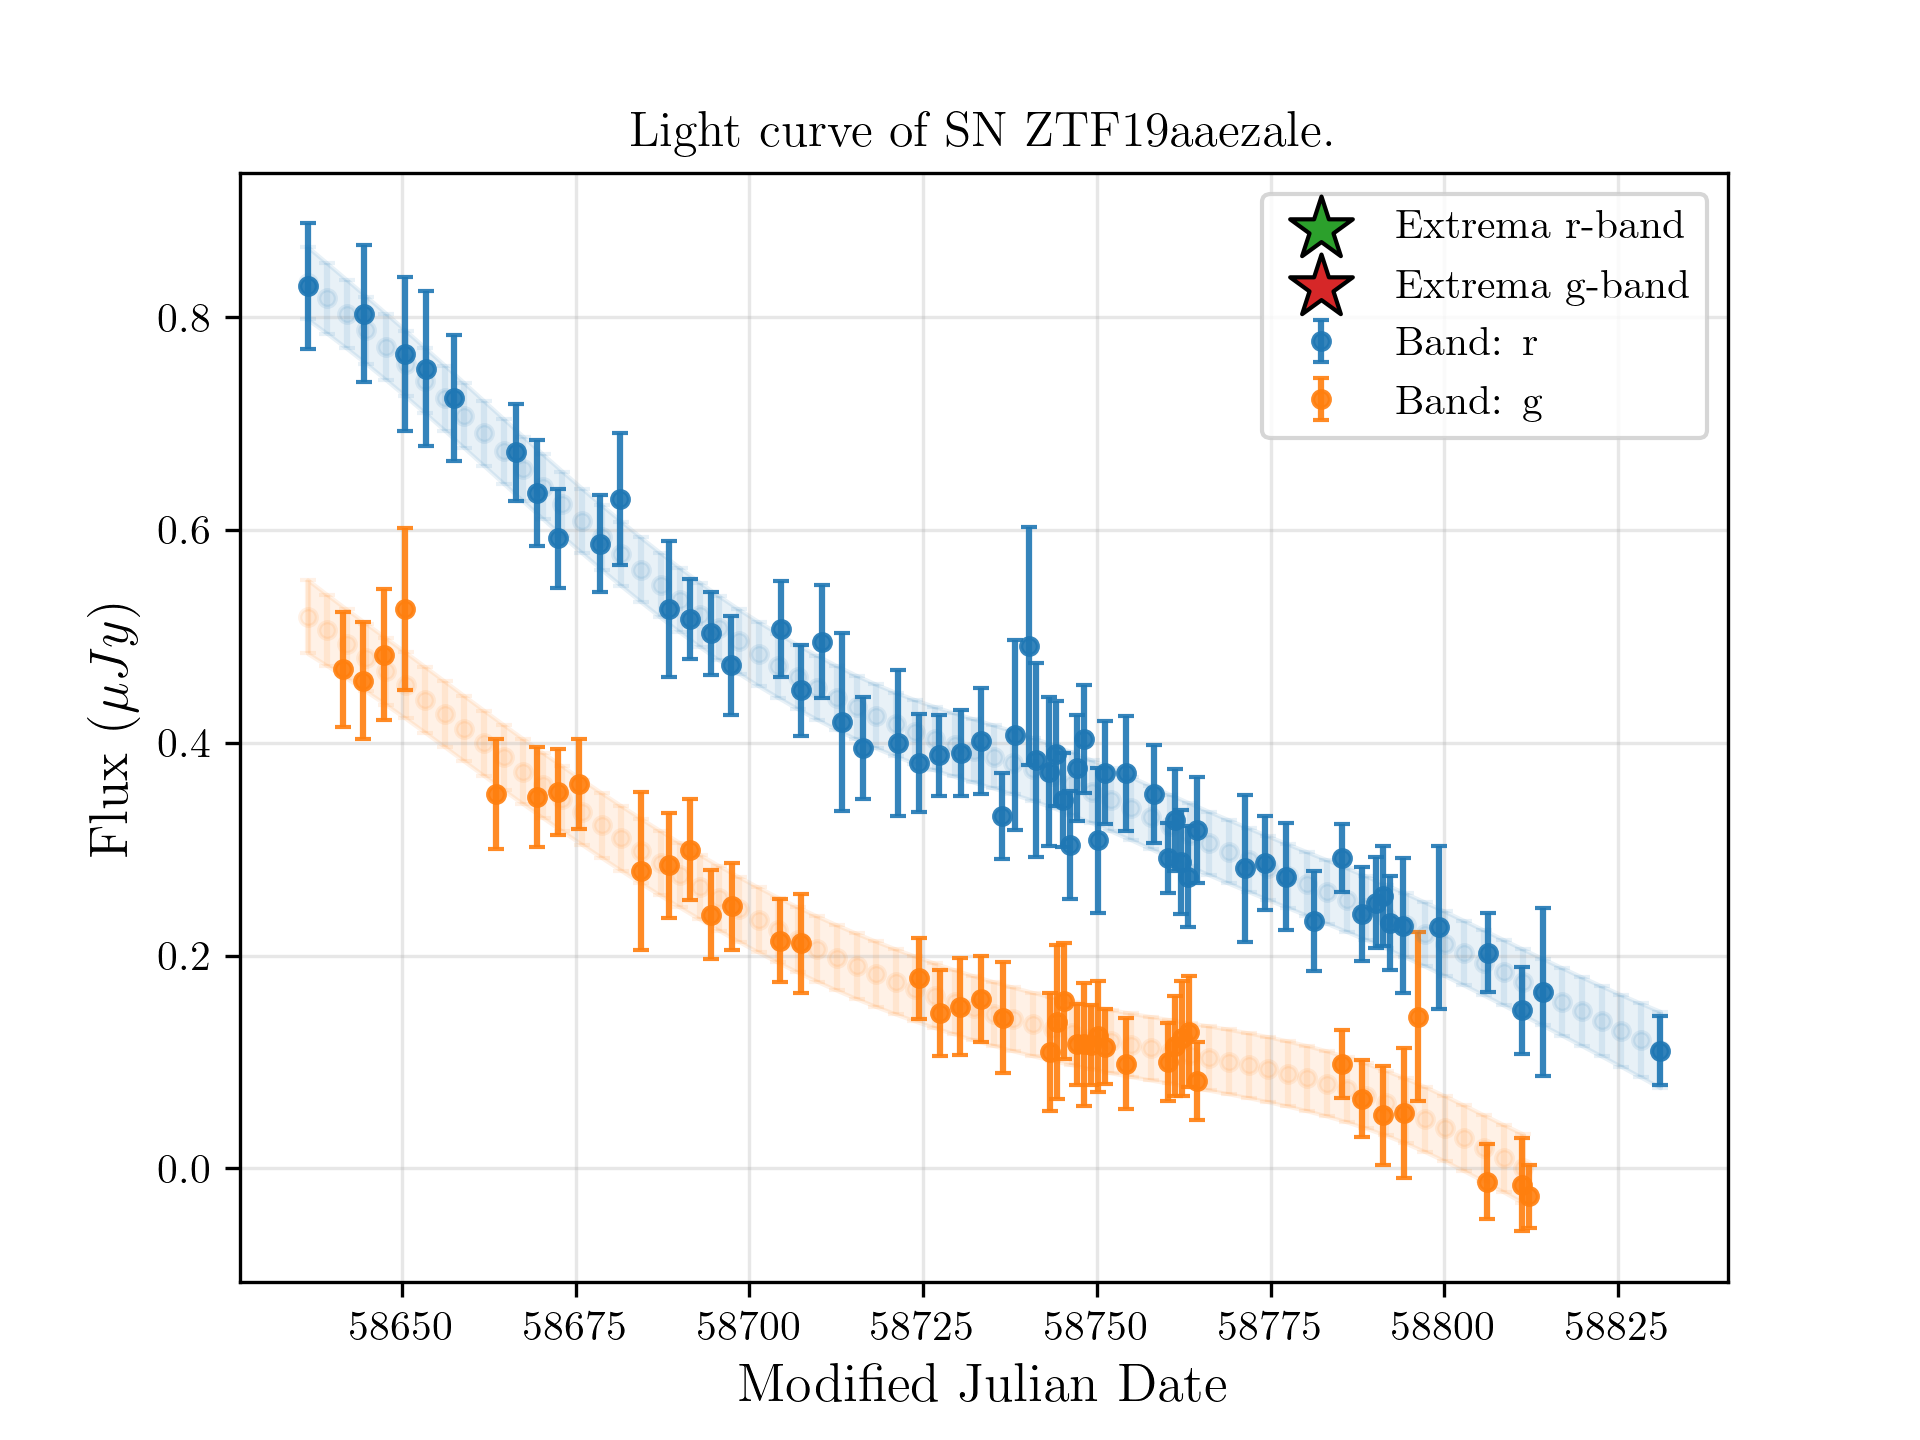 Light curve of SN ZTF19aaezale.
Extrema r-band
Extrema g-band
Band: r
Band: g
Flux (μJy)
0.8
0.6
0.4
0.2
0.0
58650 58675 58700 58725 58750 58775 58800 58825
Modified Julian Date